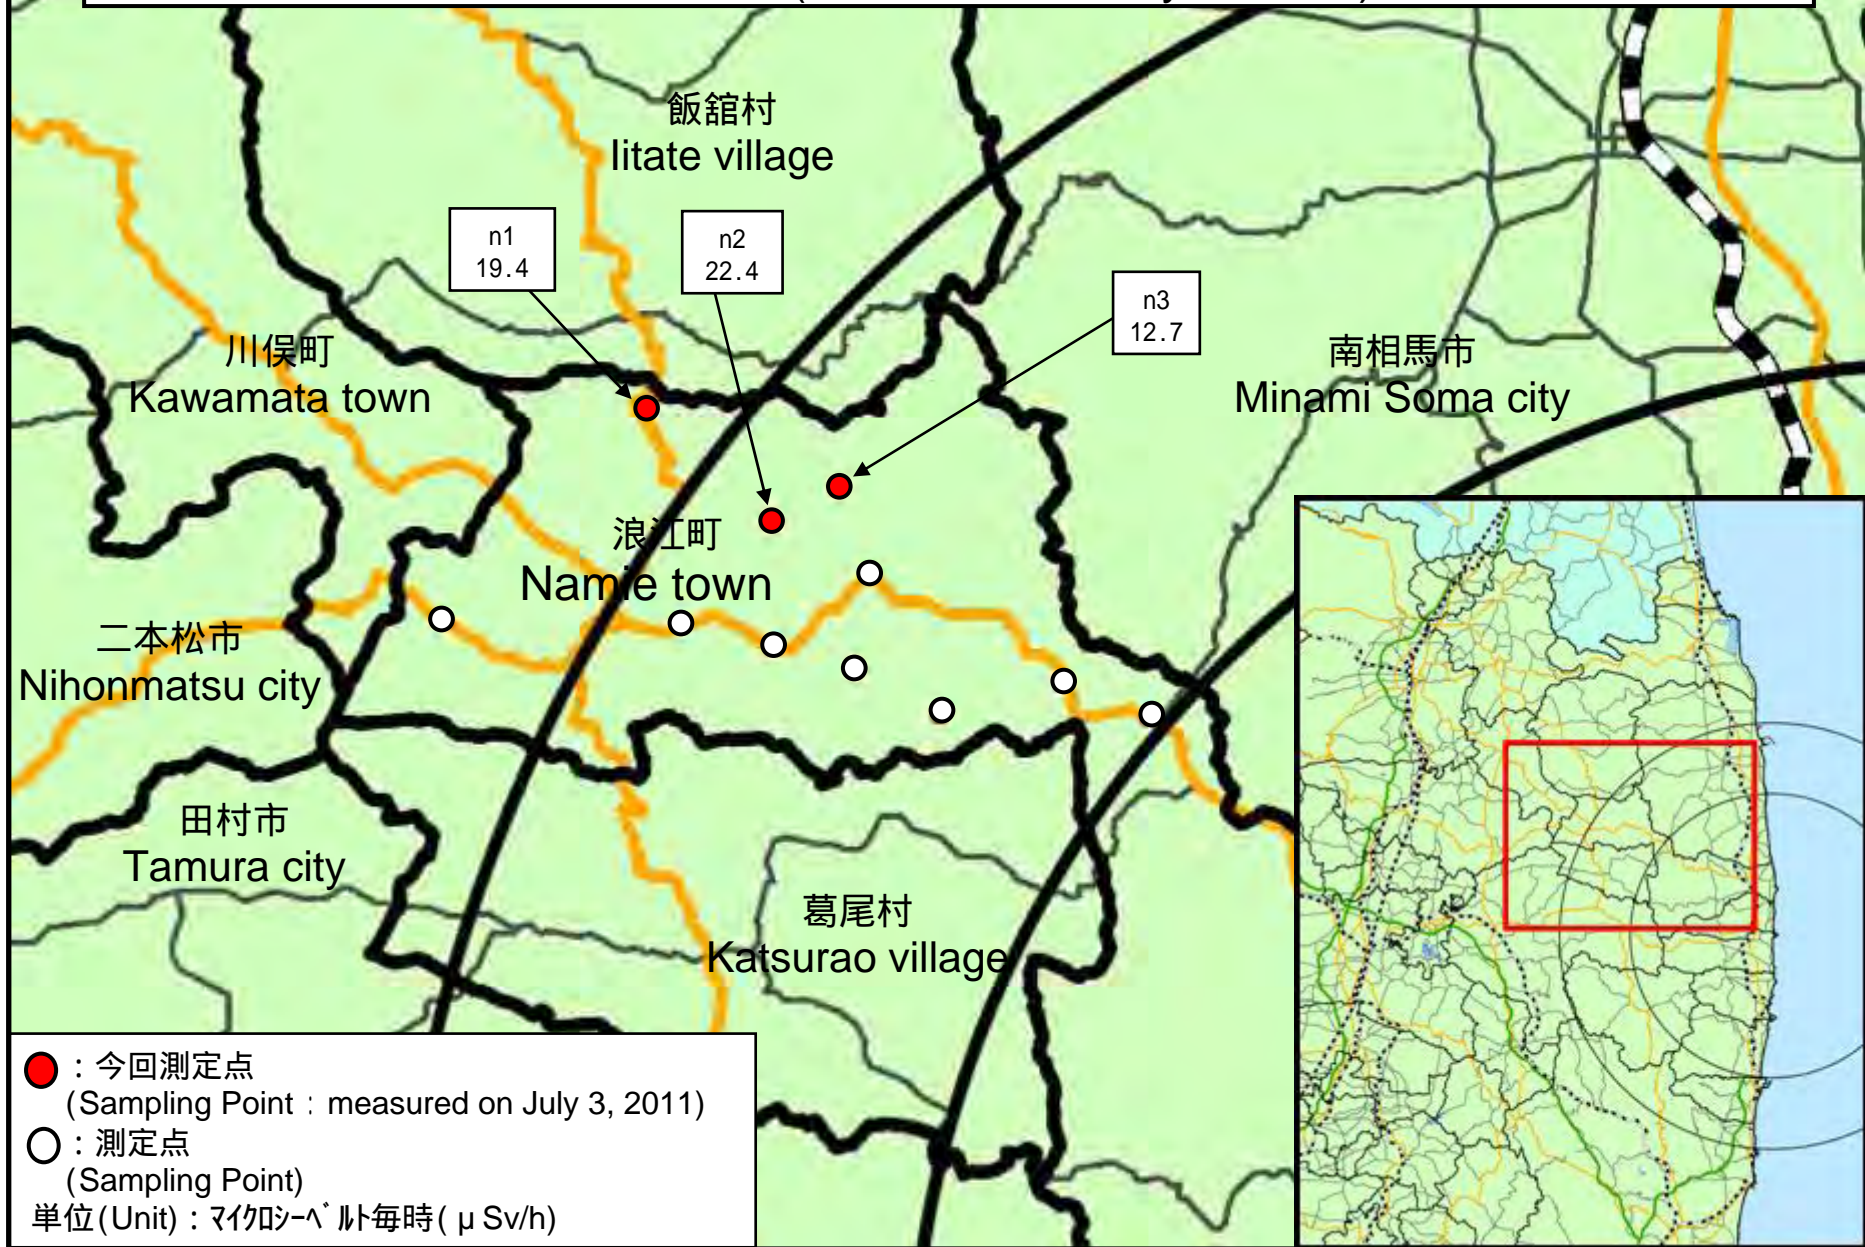 飯舘村
Iitate village
n1
19.4
n2
22.4
n3
12.7
川俣町
Kawamata town
南相馬市
Minami Soma city
浪江町
Namie town
二本松市
Nihonmatsu city
田村市
Tamura city
葛尾村
Katsurao village
：今回測定点
(Sampling Point：measured on July 3, 2011)
：測定点
(Sampling Point)
単位(Unit)：マイクロシーベルト毎時( μ Sv/h)